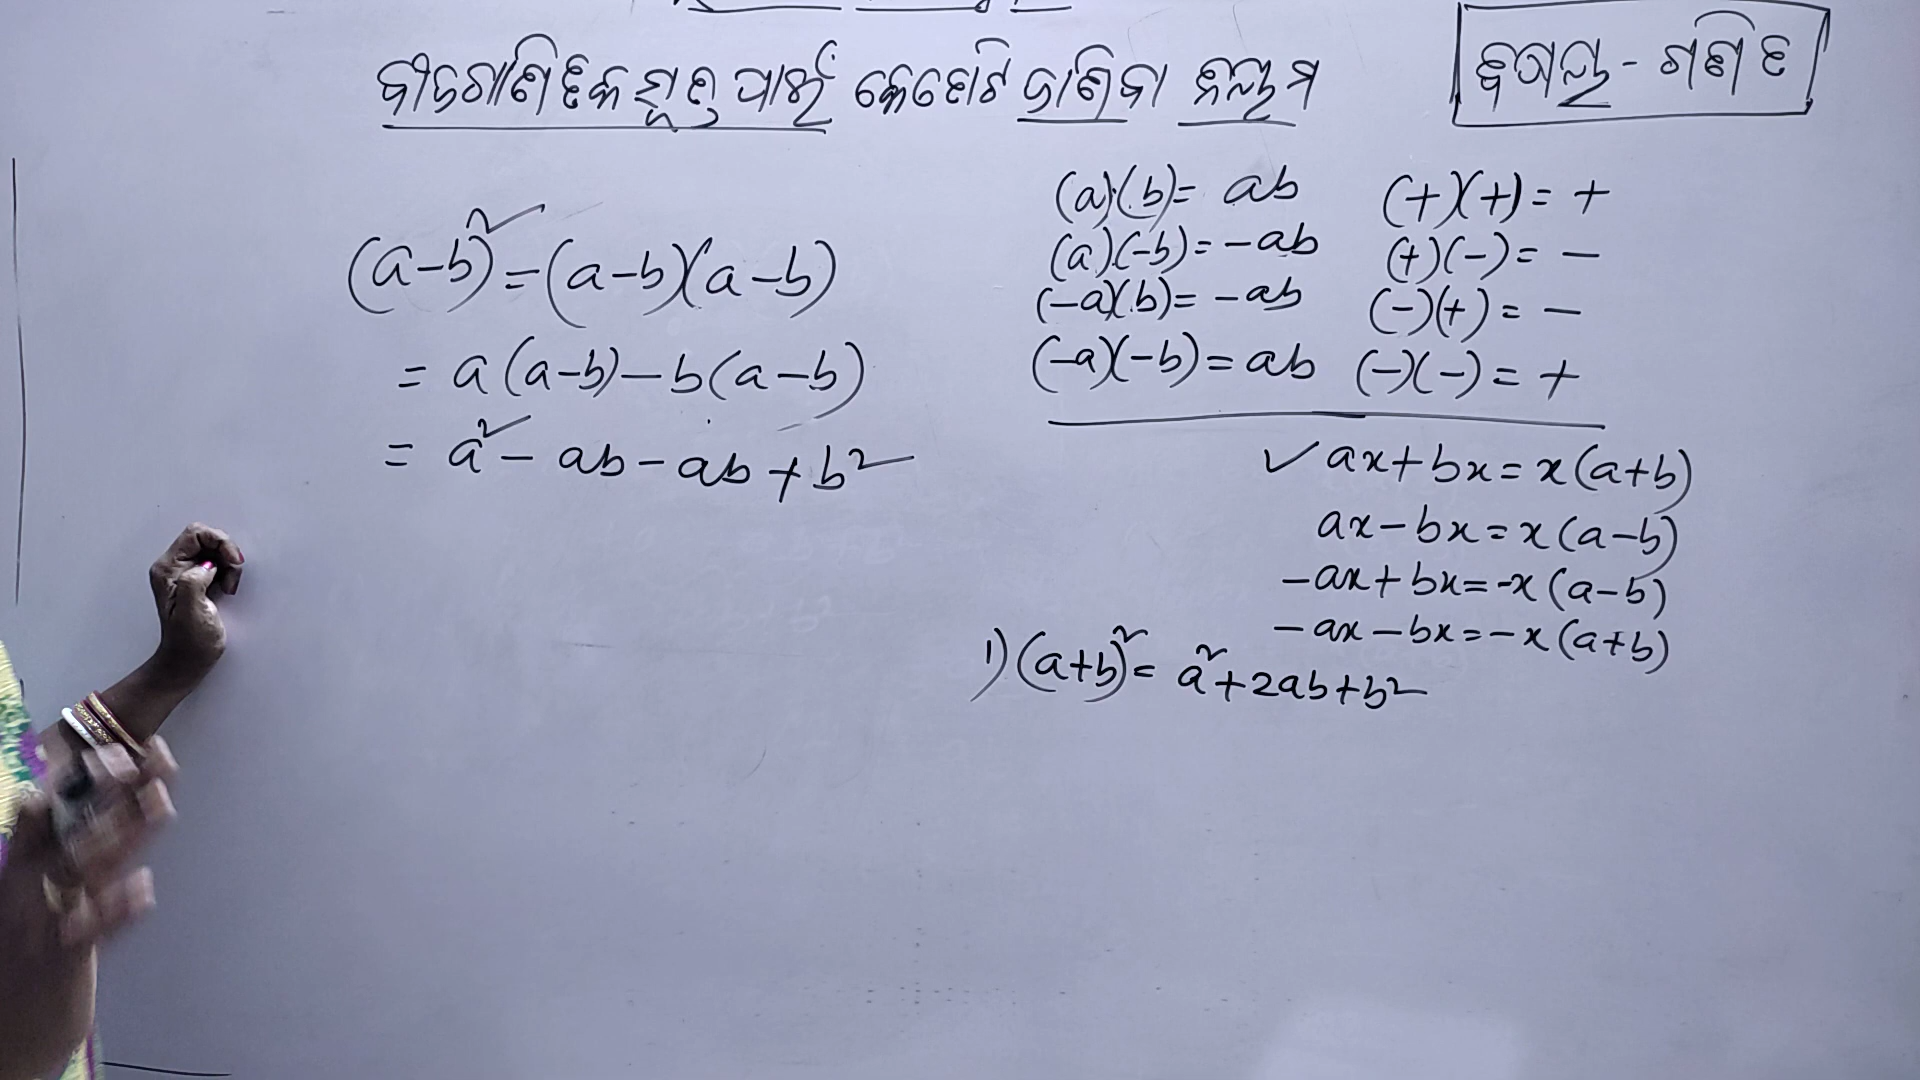 ବୀଜଗାଣିତିକ ସୂତ୍ର ପାଇଁ କେତୋଟି ଜାଣିବା ନିୟମ
ଗଣିତ
(a-b)² = (a-b)(a-b)
= a(a-b) - b(a-b)
= a² - ab - ab + b²
(a)(b) = ab (+)(+) = +
(a)(-b) = -ab (+)(-) = -
(-a)(b) = -ab (-)(+) = -
(-a)(-b) = ab (-)(-) = +
✓ ax+bx = x(a+b)
ax-bx = x(a-b)
-ax+bx = -x(a-b)
-ax-bx = -x(a+b)
1) (a+b)² = a²+2ab+b²